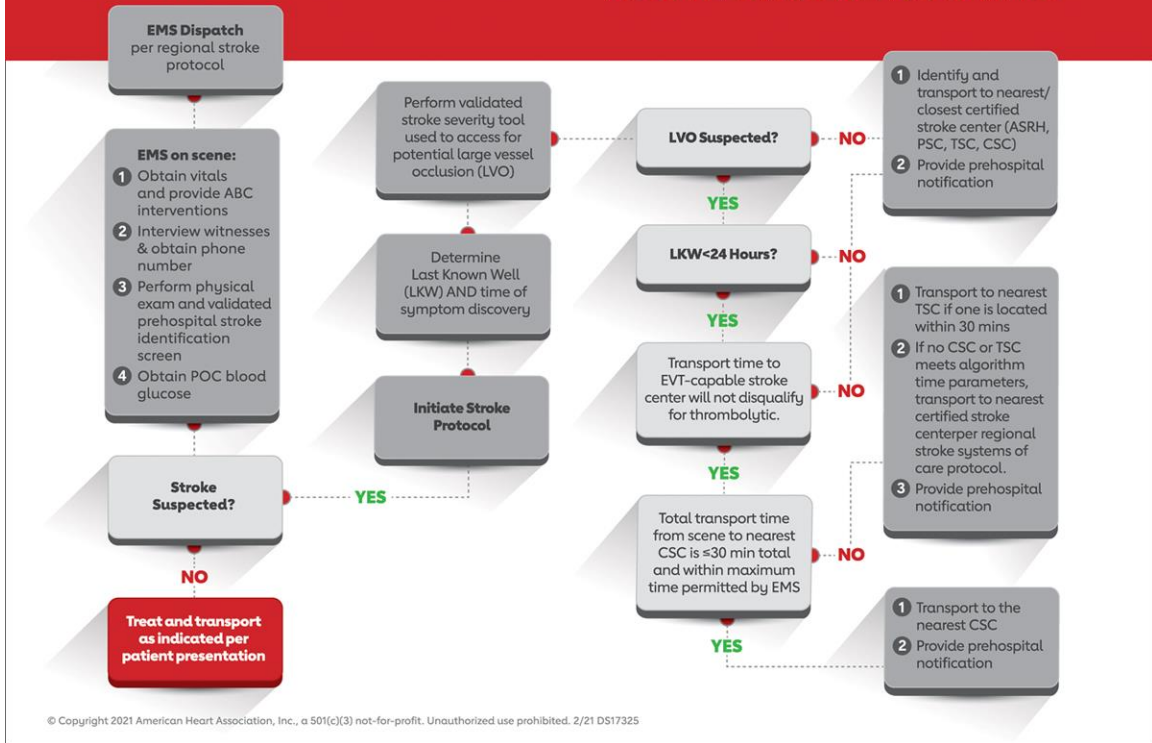 EMS Dispatch
per regional stroke
protocol
EMS on scene:
1 Obtain vitals
and provide ABC
interventions
2 Interview witnesses
& obtain phone
number
3 Perform physical
exam and validated
prehospital stroke
identification
screen
4 Obtain POC blood
glucose
Stroke
Suspected?
NO
Treat and transport
as indicated per
patient presentation
YES
Initiate Stroke
Protocol
Determine
Last Known Well
(LKW) AND time of
symptom discovery
Perform validated
stroke severity tool
used to access for
potential large vessel
occlusion (LVO)
LVO Suspected?
NO
YES
LKW<24 Hours?
NO
YES
Transport time to
EVT-capable stroke
center will not disqualify
for thrombolytic.
NO
YES
Total transport time
from scene to nearest
CSC is ≤30 min total
and within maximum
time permitted by EMS
NO
YES
1 Identify and
transport to nearest/
closest certified
stroke center (ASRH,
PSC, TSC, CSC)
2 Provide prehospital
notification
1 Transport to nearest
TSC if one is located
within 30 mins
2 If no CSC or TSC
meets algorithm
time parameters,
transport to nearest
certified stroke
centerper regional
stroke systems of
care protocol.
3 Provide prehospital
notification
1 Transport to the
nearest CSC
2 Provide prehospital
notification
© Copyright 2021 American Heart Association, Inc., a 501(c)(3) not-for-profit. Unauthorized use prohibited. 2/21 DS17325